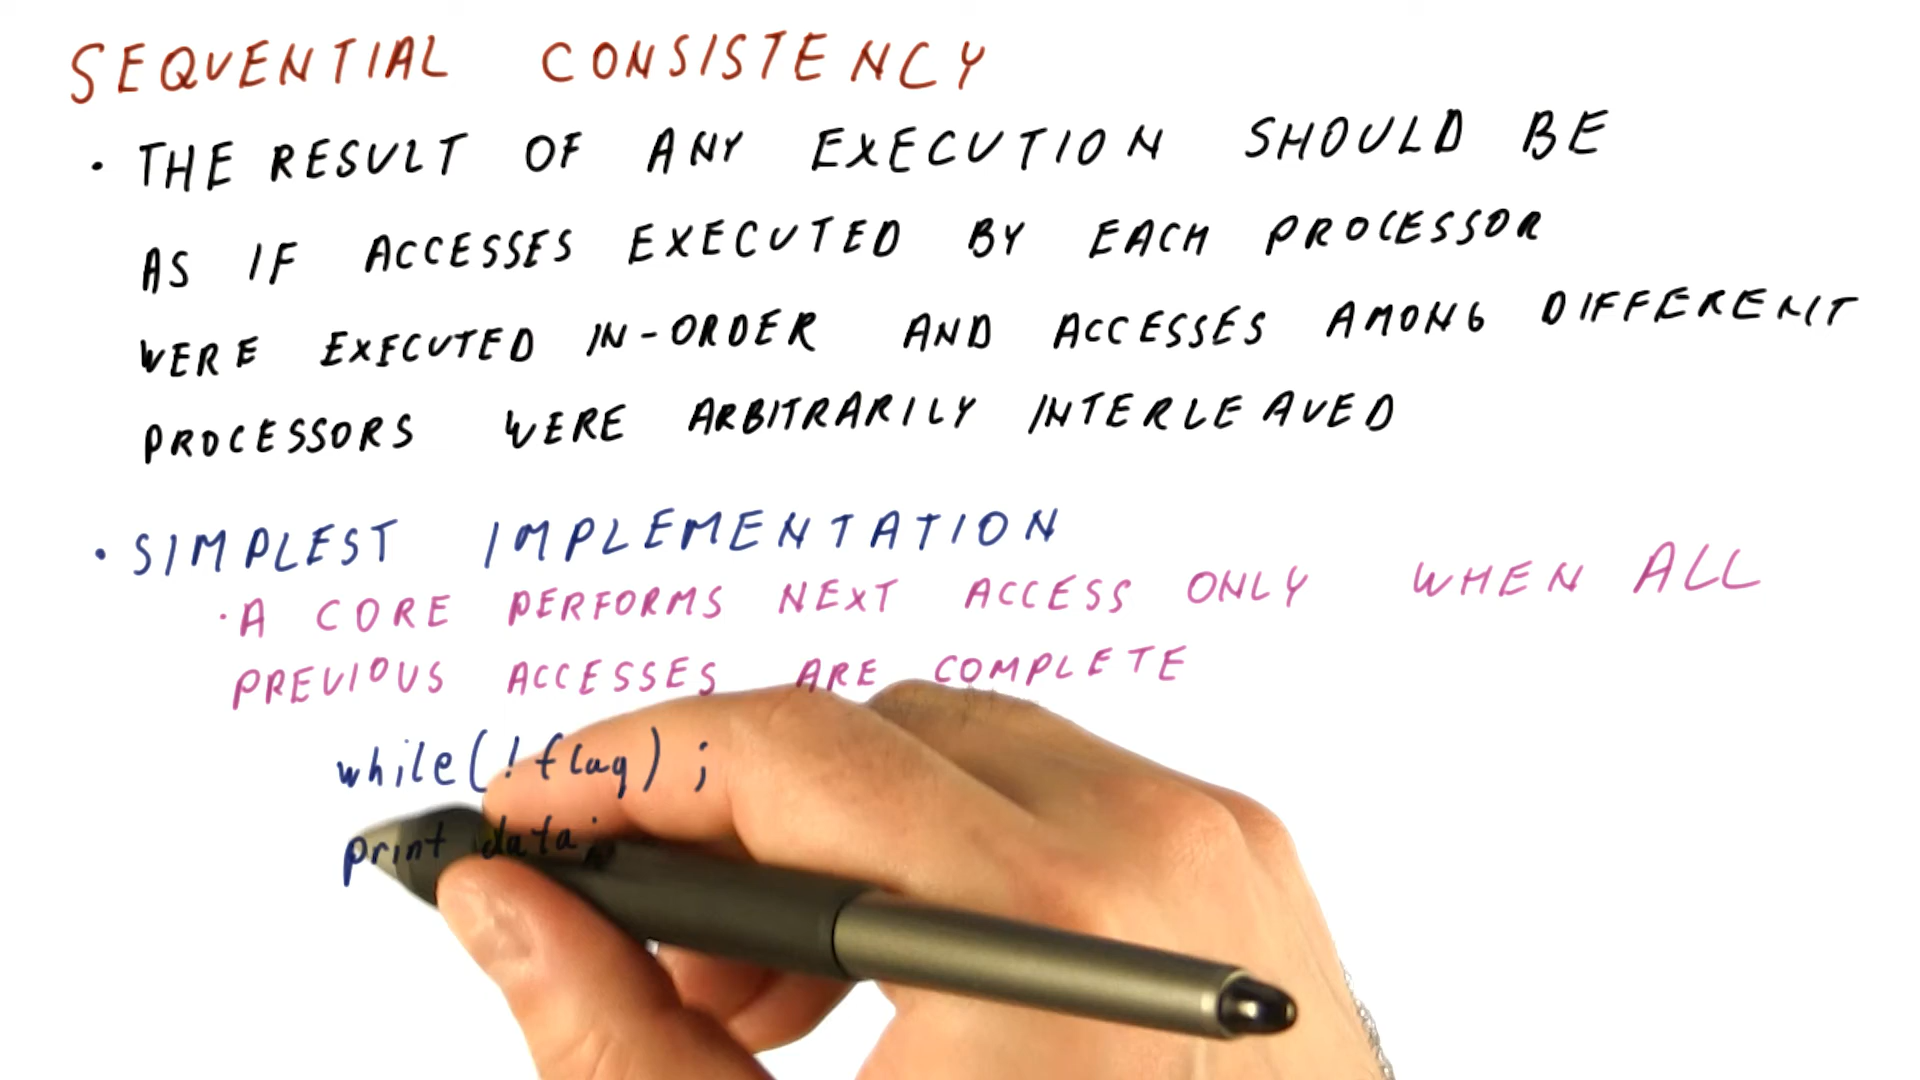 SEQUENTIAL CONSISTENCY
• THE RESULT OF ANY EXECUTION SHOULD BE
AS IF ACCESSES EXECUTED BY EACH PROCESSOR
WERE EXECUTED IN-ORDER AND ACCESSES AMONG DIFFERENT
PROCESSORS WERE ARBITRARILY INTERLEAVED
• SIMPLEST IMPLEMENTATION
• A CORE PERFORMS NEXT ACCESS ONLY WHEN ALL
PREVIOUS ACCESSES ARE COMPLETE
while(!flag);
print data;